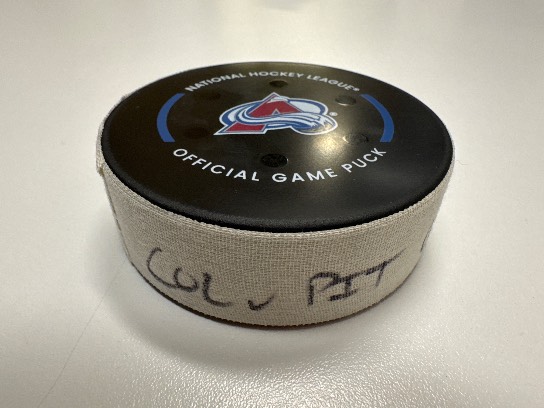 NATIONAL HOCKEY LEAGUE®
OFFICIAL GAME PUCK
COL v PIT